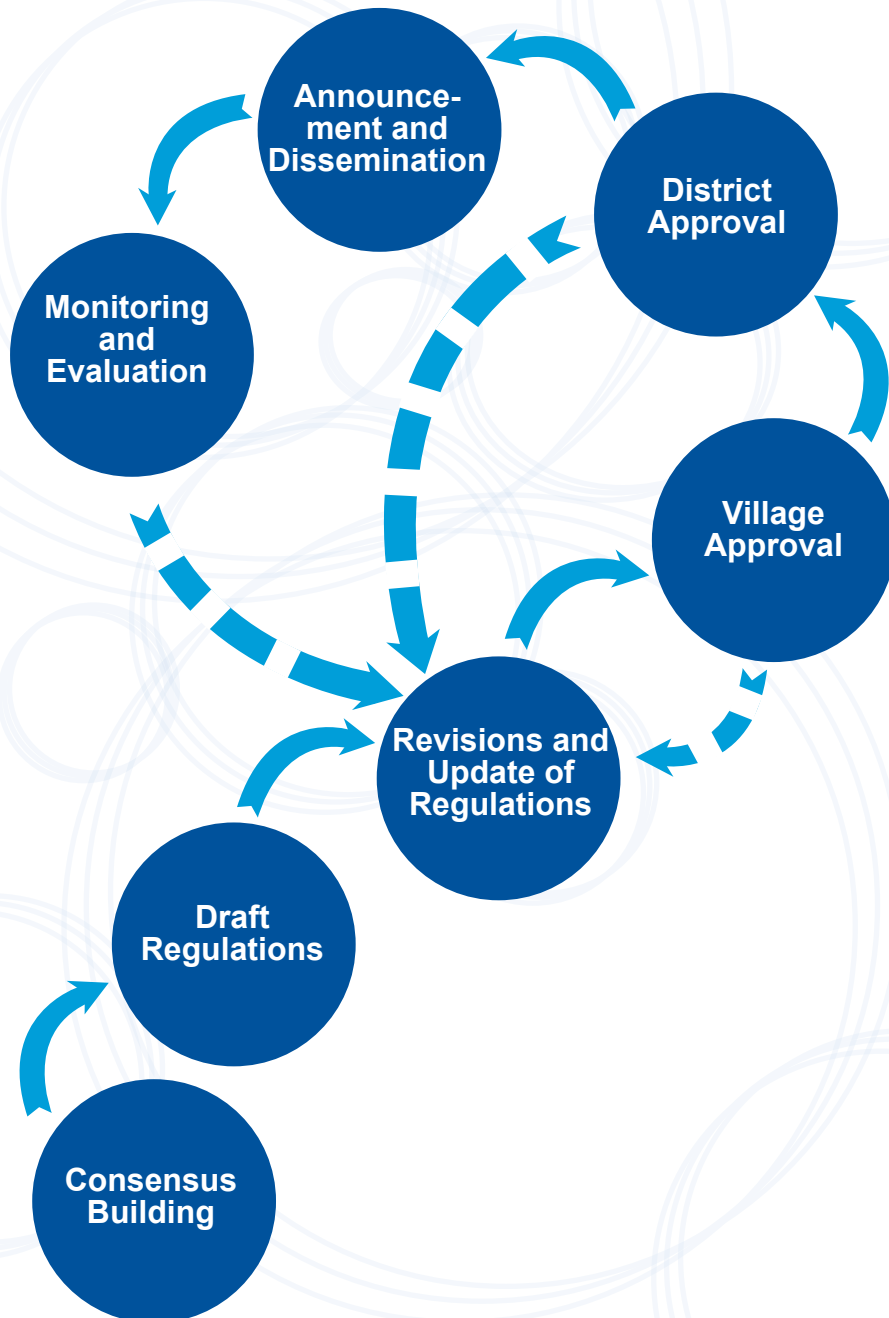 Announce-
ment and
Dissemination
District
Approval
Monitoring
and
Evaluation
Village
Approval
Revisions and
Update of
Regulations
Draft
Regulations
Consensus
Building